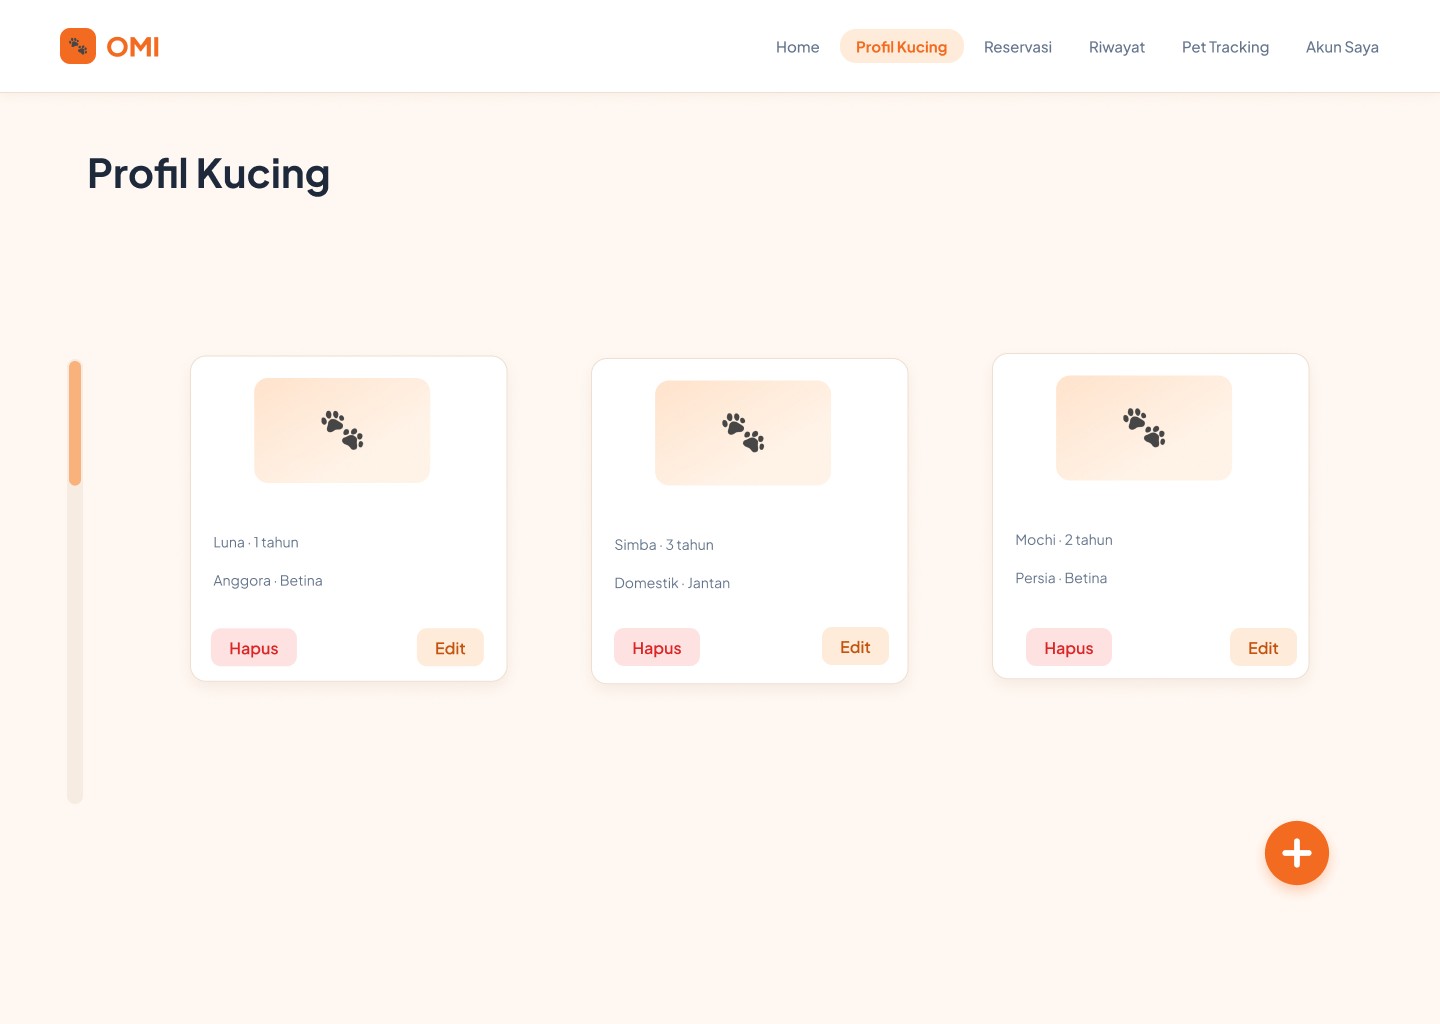 OMI
Home Profil Kucing Reservasi Riwayat Pet Tracking Akun Saya
Profil Kucing
Luna · 1 tahun
Anggora · Betina
Hapus Edit
Simba · 3 tahun
Domestik · Jantan
Hapus Edit
Mochi · 2 tahun
Persia · Betina
Hapus Edit